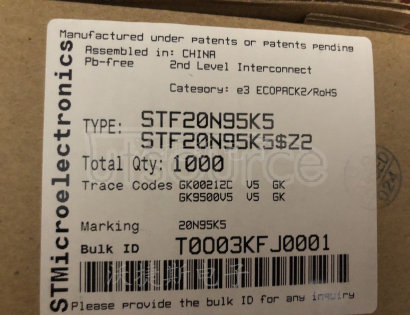 Manufactured under patents or patents pending
Assembled in: CHINA
Pb-free 2nd Level Interconnect
Category: e3 ECOPACK2/RoHS
TYPE: STF20N95K5
STF20N95K5$Z2
Total Qty: 1000
Trace Codes GK00212C V5 GK
GK9500V5 V5 GK
Marking 20N95K5
Bulk ID T0003KFJ0001
Please provide the bulk ID for any inquiry
STMicroelectronics